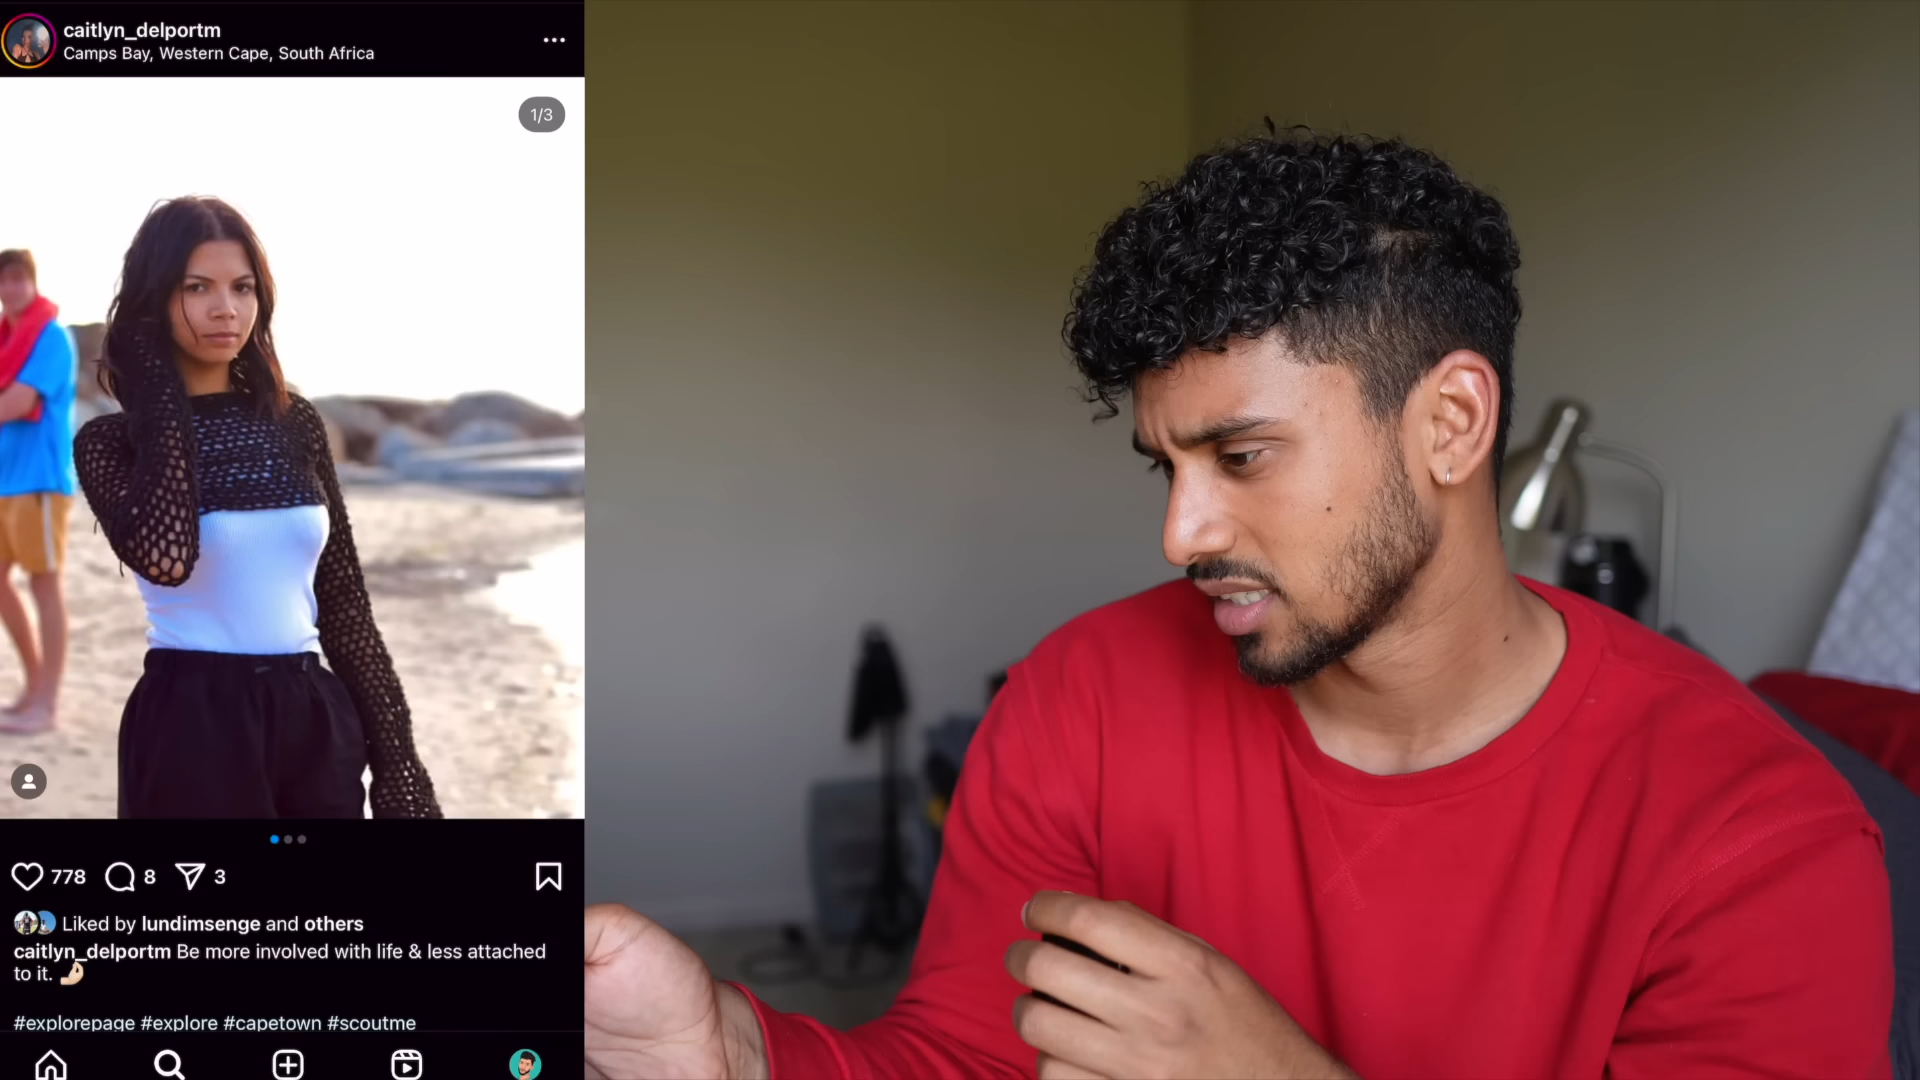 caitlyn_delportm
Camps Bay, Western Cape, South Africa
1/3
778 8 3
Liked by lundimsenge and others
caitlyn_delportm Be more involved with life & less attached
to it. 🤌🏻
#explorepage #explore #capetown #scoutme